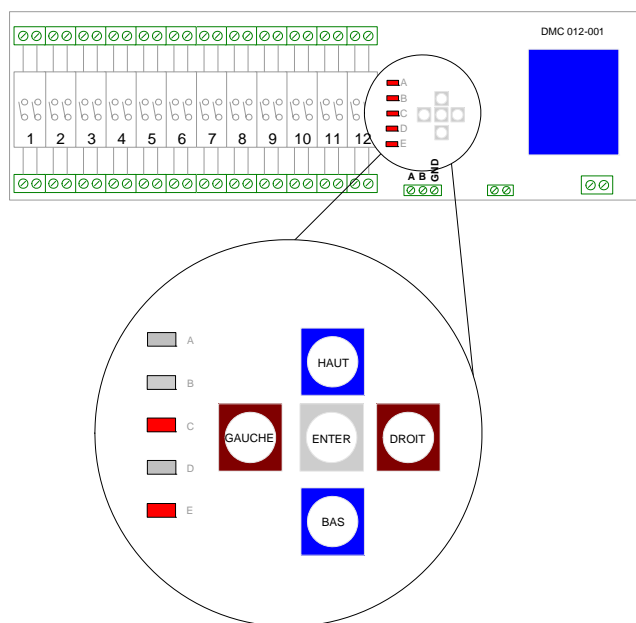 DMC 012-001
A
B
C
D
E
1 2 3 4 5 6 7 8 9 10 11 12
A B GND
A
B
C
D
E
HAUT
GAUCHE ENTER DROIT
BAS